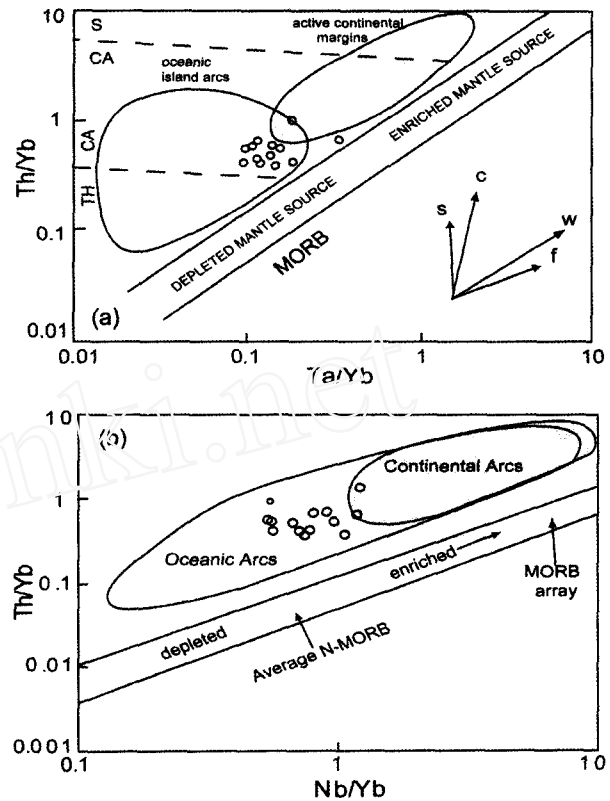 10
S
CA
active continental
margins
oceanic
island arcs
1
CA
TH
Th/Yb
ENRICHED MANTLE SOURCE
DEPLETED MANTLE SOURCE
MORB
s
c
w
f
0.1
(a)
0.01
0.01
0.1
1
10
Ta/Yb
nki.net
10
(b)
Continental Arcs
1
Oceanic Arcs
Th/Yb
0.1
enriched
MORB
array
depleted
Average N-MORB
0.01
0.001
0.1
1
10
Nb/Yb